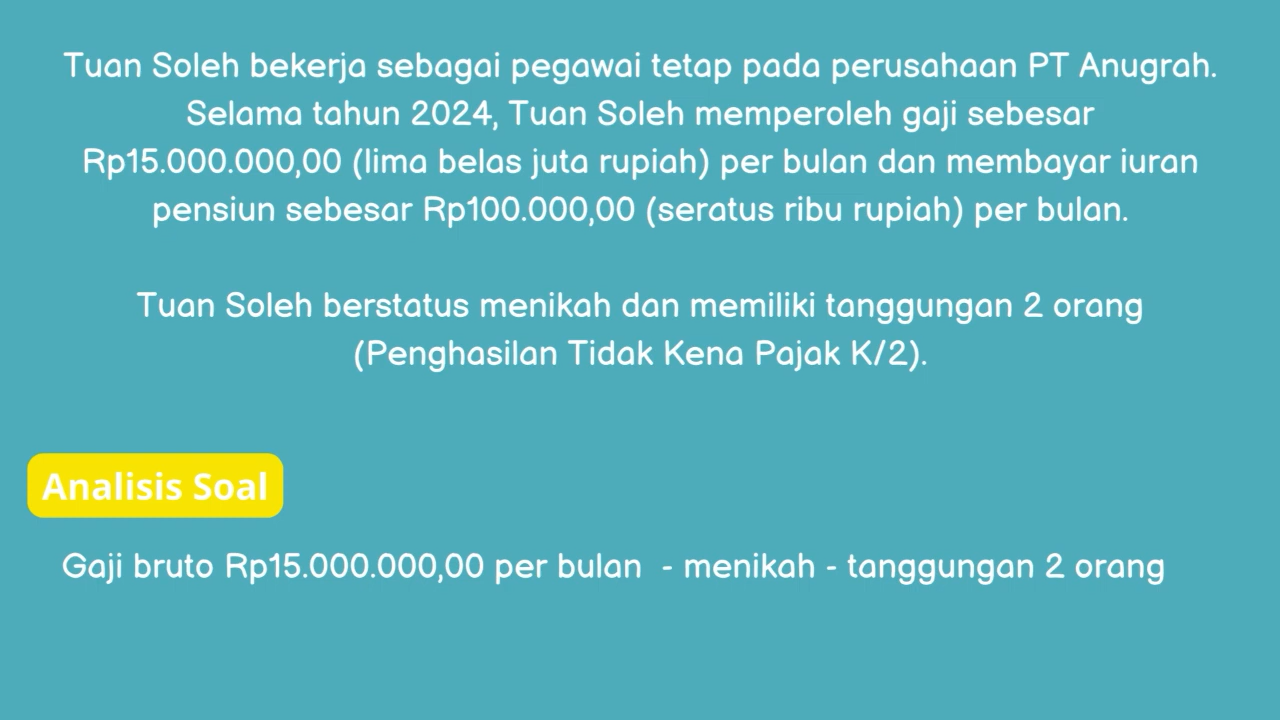 Tuan Soleh bekerja sebagai pegawai tetap pada perusahaan PT Anugrah.
Selama tahun 2024, Tuan Soleh memperoleh gaji sebesar
Rp15.000.000,00 (lima belas juta rupiah) per bulan dan membayar iuran
pensiun sebesar Rp100.000,00 (seratus ribu rupiah) per bulan.
Tuan Soleh berstatus menikah dan memiliki tanggungan 2 orang
(Penghasilan Tidak Kena Pajak K/2).
Analisis Soal
Gaji bruto Rp15.000.000,00 per bulan - menikah - tanggungan 2 orang